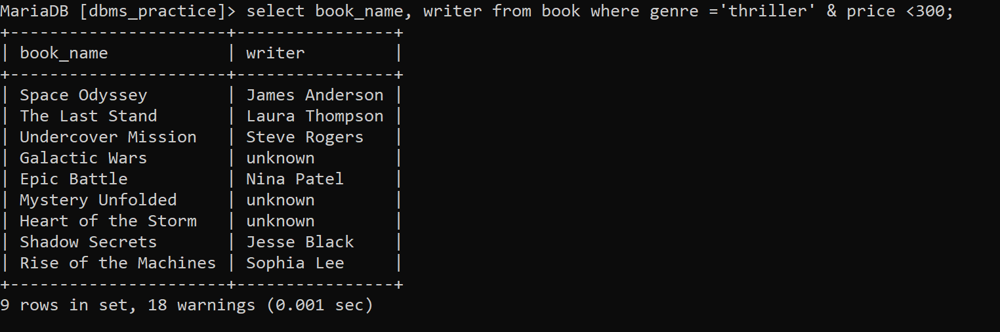 MariaDB [dbms_practice]> select book_name, writer from book where genre ='thriller' & price <300;
+----------------------+----------------+
| book_name            | writer         |
+----------------------+----------------+
| Space Odyssey        | James Anderson |
| The Last Stand       | Laura Thompson |
| Undercover Mission   | Steve Rogers   |
| Galactic Wars        | unknown        |
| Epic Battle          | Nina Patel     |
| Mystery Unfolded     | unknown        |
| Heart of the Storm   | unknown        |
| Shadow Secrets       | Jesse Black    |
| Rise of the Machines | Sophia Lee     |
+----------------------+----------------+
9 rows in set, 18 warnings (0.001 sec)